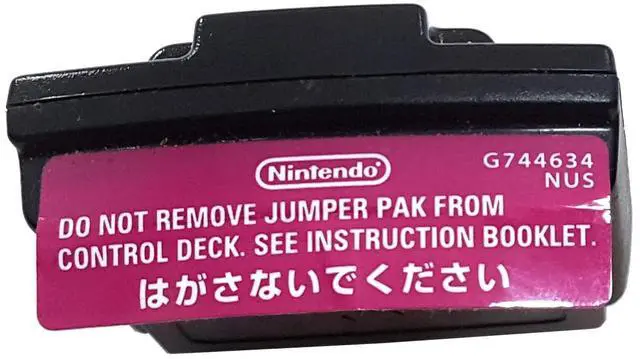 Nintendo
G744634
NUS
DO NOT REMOVE JUMPER PAK FROM
CONTROL DECK. SEE INSTRUCTION BOOKLET.
はがさないでください